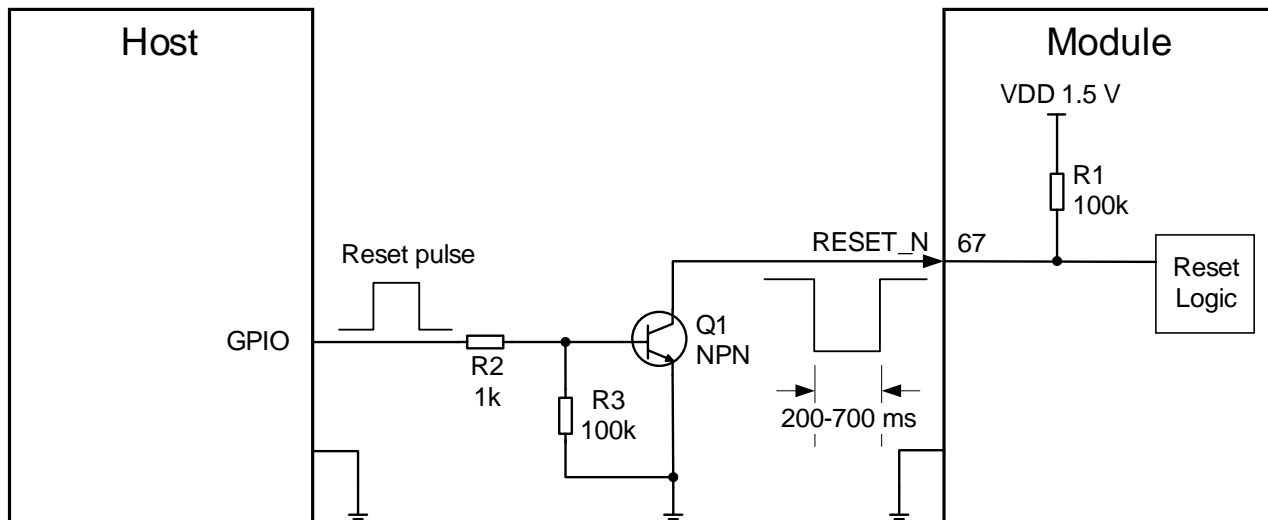 Host
Module
VDD 1.5 V
R1
100k
RESET_N
67
Reset pulse
Reset
Logic
GPIO
Q1
NPN
R2
1k
R3
100k
200-700 ms